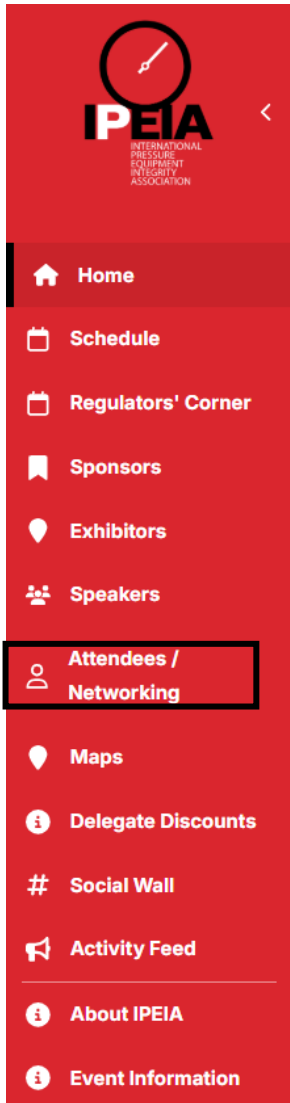 IPEIA
INTERNATIONAL
PRESSURE
EQUIPMENT
INTEGRITY
ASSOCIATION
Home
Schedule
Regulators' Corner
Sponsors
Exhibitors
Speakers
Attendees /
Networking
Maps
Delegate Discounts
# Social Wall
Activity Feed
About IPEIA
Event Information